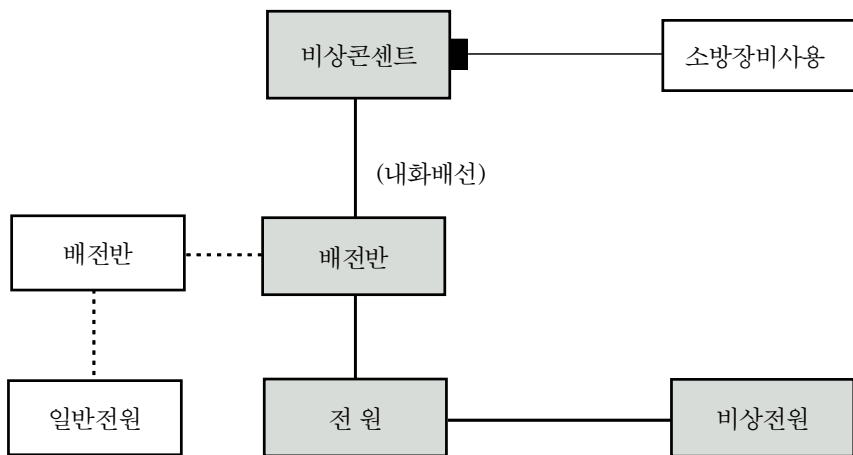 비상콘센트
소방장비사용
(내화배선)
배전반
배전반
일반전원
전 원
비상전원